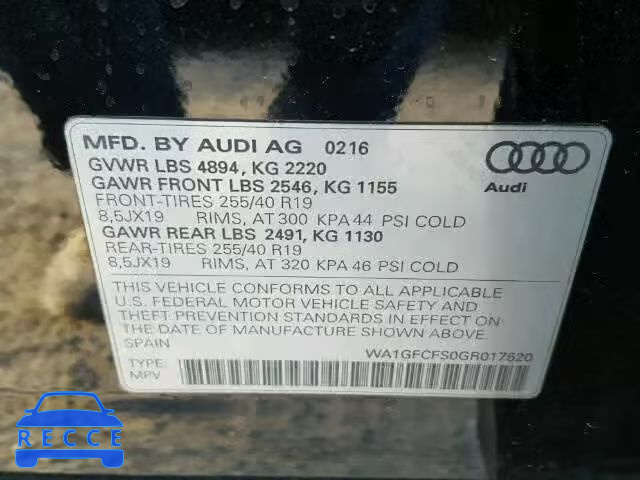 MFD. BY AUDI AG 0216
GVWR LBS 4894, KG 2220
GAWR FRONT LBS 2546, KG 1155
FRONT-TIRES 255/40 R19
8,5JX19 RIMS, AT 300 KPA 44 PSI COLD
GAWR REAR LBS 2491, KG 1130
REAR-TIRES 255/40 R19
8,5JX19 RIMS, AT 320 KPA 46 PSI COLD
Audi
THIS VEHICLE CONFORMS TO ALL APPLICABLE
U.S. FEDERAL MOTOR VEHICLE SAFETY AND
THEFT PREVENTION STANDARDS IN EFFECT ON
THE DATE OF MANUFACTURE SHOWN ABOVE.
SPAIN
WA1GFCFS0GR017620
TYPE:
MPV
RECCE